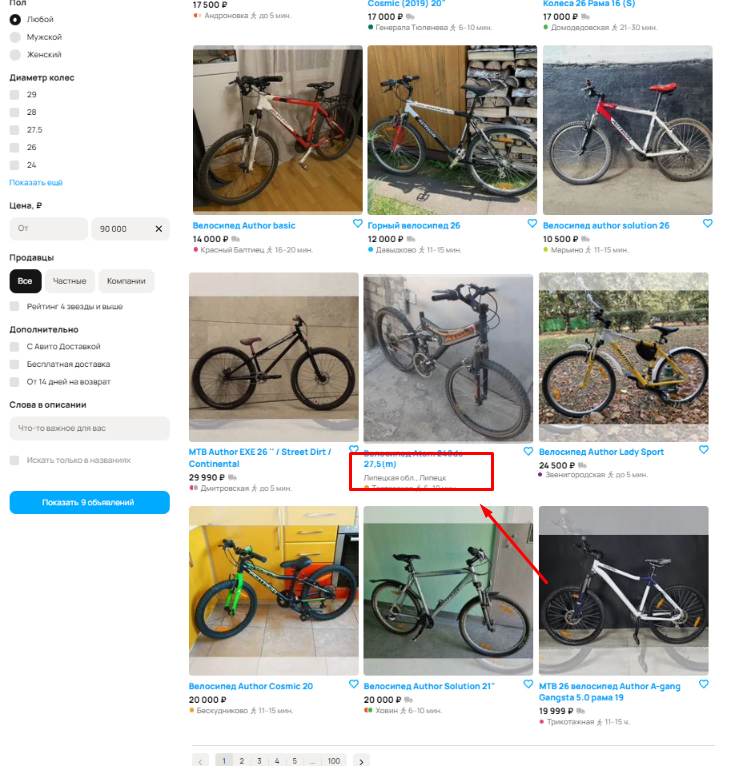 Пол
Любой
Мужской
Женский
Диаметр колес
29
28
27.5
26
24
Показать ещё
Цена, ₽
От
90 000
Продавцы
Все
Частные
Компании
Рейтинг 4 звезды и выше
Дополнительно
С Авито Доставкой
Бесплатная доставка
От 14 дней на возврат
Слова в описании
Что-то важное для вас
Искать только в названиях
Показать 9 объявлений
17 500 ₽
Андроновка до 5 мин.
Cosmic (2019) 20"
17 000 ₽
Генерала Тюленева 6–10 мин.
Колеса 26 Рама 16 (S)
17 000 ₽
Домодедовская 21–30 мин.
Велосипед Author basic
14 000 ₽
Красный Балтиец 16–20 мин.
Горный велосипед 26
12 000 ₽
Давыдково 11–15 мин.
Велосипед author solution 26
10 500 ₽
Марьино 11–15 мин.
MTB Author EXE 26 " / Street Dirt /
Continental
29 990 ₽
Дмитровская до 5 мин.
Велосипед
27,5(m)
Липецкая обл., Липецк
6–10 мин.
Велосипед Author Lady Sport
24 500 ₽
Звенигородская до 5 мин.
Велосипед Author Cosmic 20
20 000 ₽
Бескудниково 11–15 мин.
Велосипед Author Solution 21"
20 000 ₽
Ховин 6–10 мин.
MTB 26 велосипед Author A-gang
Gangsta 5.0 рама 19
19 999 ₽
Трикотажная 11–15 ч.
1 2 3 4 5 ... 100